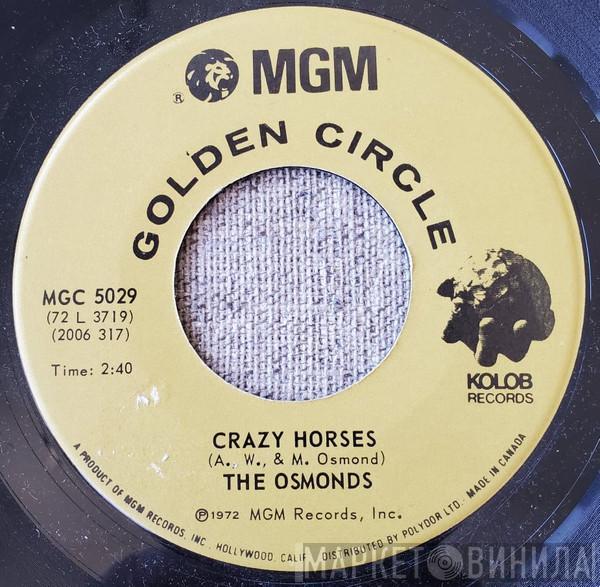 ® MGM
GOLDEN CIRCLE
MGC 5029
(72 L 3719)
(2006 317)
Time: 2:40
KOLOB
RECORDS
CRAZY HORSES
(A., W., & M. Osmond)
THE OSMONDS
℗1972 MGM Records, Inc.
A PRODUCT OF MGM RECORDS, INC., HOLLYWOOD, CALIF. DISTRIBUTED BY POLYDOR LTD. MADE IN CANADA
МАРКЕТ ВИНИЛА